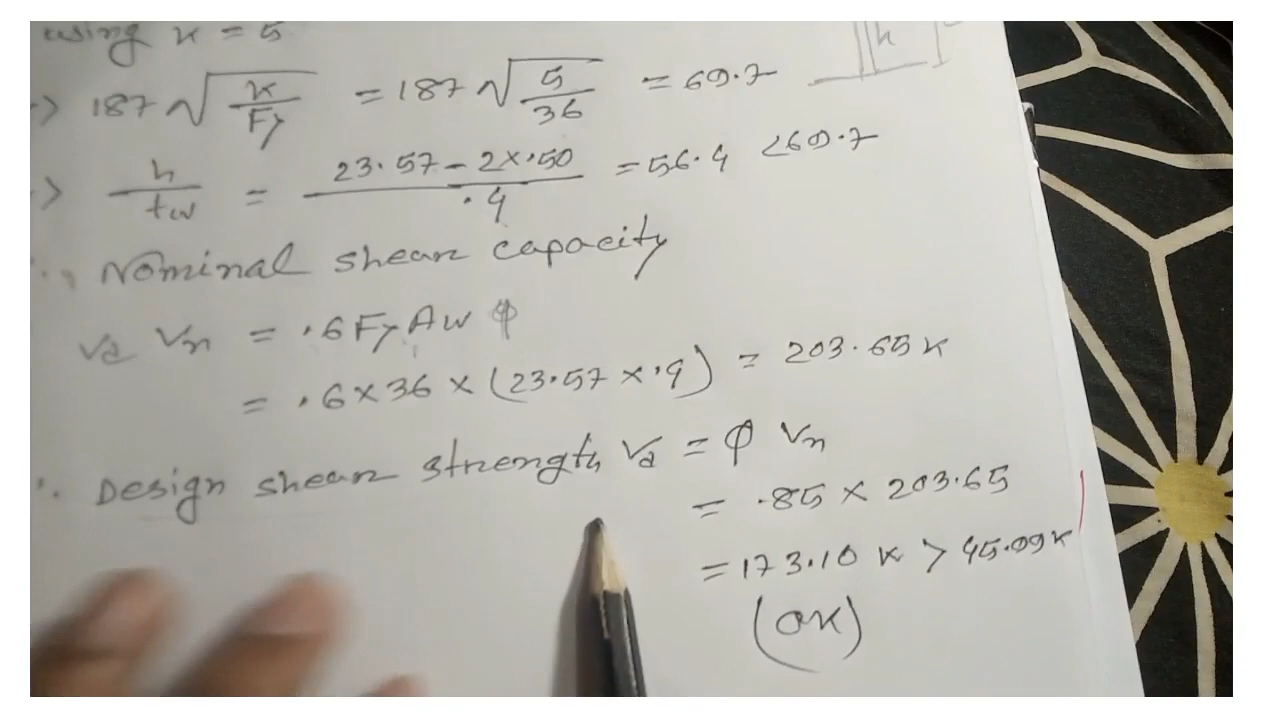 using k = 5
-> 187 √(k/Fy) = 187 √(5/36) = 69.7
-> h/tw = (23.57 - 2×.50)/.4 = 56.4 < 69.7
∴ Nominal shear capacity
Vn = .6 Fy Aw φ
= .6×36 × (23.57 × .9) = 203.65 k
∴ Design shear strength Vd = φ Vn
= .85 × 203.65
= 173.10 k > 45.09 k
(OK)
h